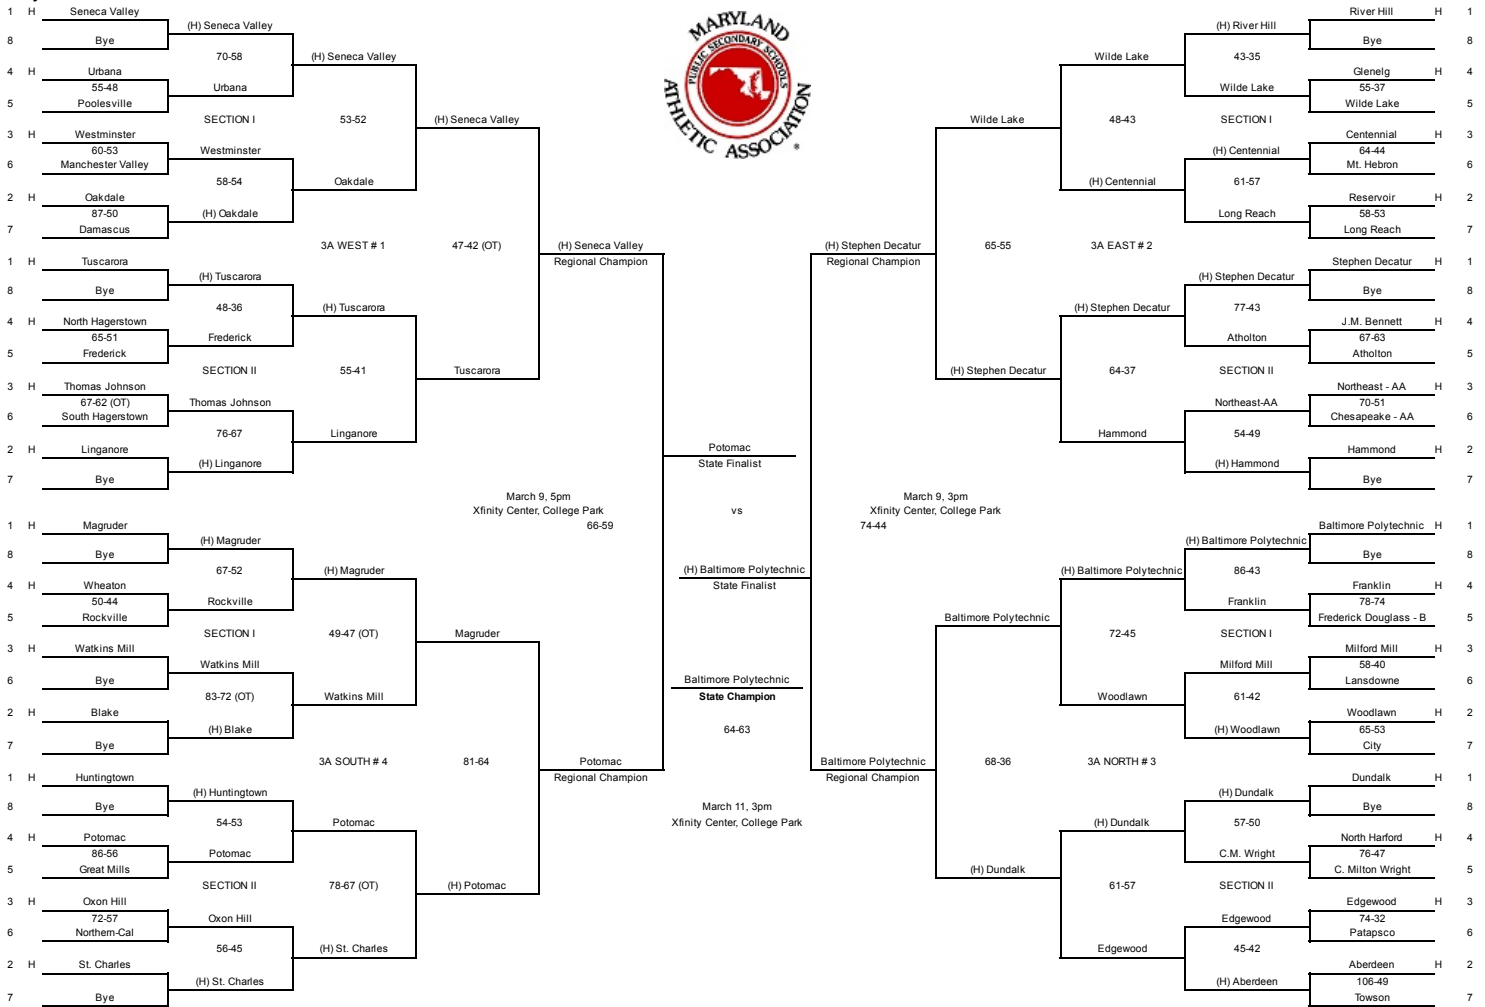 1 H Seneca Valley
8 Bye
(H) Seneca Valley
70-58
4 H Urbana
55-48
5 Poolesville
Urbana
(H) Seneca Valley
SECTION I
53-52
3 H Westminster
60-53
6 Manchester Valley
Westminster
58-54
2 H Oakdale
87-50
7 Damascus
(H) Oakdale
Oakdale
(H) Seneca Valley
3A WEST # 1
47-42 (OT)
1 H Tuscarora
8 Bye
(H) Tuscarora
48-36
4 H North Hagerstown
65-51
5 Frederick
Frederick
(H) Tuscarora
SECTION II
55-41
3 H Thomas Johnson
67-62 (OT)
6 South Hagerstown
Thomas Johnson
76-67
2 H Linganore
7 Bye
(H) Linganore
Linganore
Tuscarora
(H) Seneca Valley
Regional Champion
1 H Magruder
8 Bye
(H) Magruder
67-52
4 H Wheaton
50-44
5 Rockville
Rockville
(H) Magruder
SECTION I
49-47 (OT)
3 H Watkins Mill
6 Bye
Watkins Mill
83-72 (OT)
2 H Blake
7 Bye
(H) Blake
Watkins Mill
Magruder
3A SOUTH # 4
81-64
1 H Huntingtown
8 Bye
(H) Huntingtown
54-53
4 H Potomac
86-56
5 Great Mills
Potomac
Potomac
SECTION II
78-67 (OT)
3 H Oxon Hill
72-57
6 Northern-Cal
Oxon Hill
56-45
2 H St. Charles
7 Bye
(H) St. Charles
(H) St. Charles
(H) Potomac
Potomac
Regional Champion
March 9, 5pm
Xfinity Center, College Park
66-59
MARYLAND
PUBLIC SECONDARY SCHOOLS
ATHLETIC ASSOCIATION
®
Potomac
State Finalist
vs
(H) Baltimore Polytechnic
State Finalist
Baltimore Polytechnic
State Champion
64-63
March 11, 3pm
Xfinity Center, College Park
March 9, 3pm
Xfinity Center, College Park
74-44
River Hill H 1
Bye 8
(H) River Hill
43-35
Glenelg H 4
55-37
Wilde Lake 5
Wilde Lake
Wilde Lake
SECTION I
48-43
Centennial H 3
64-44
Mt. Hebron 6
(H) Centennial
61-57
Reservoir H 2
58-53
Long Reach 7
Long Reach
(H) Centennial
Wilde Lake
3A EAST # 2
65-55
Stephen Decatur H 1
Bye 8
(H) Stephen Decatur
77-43
J.M. Bennett H 4
67-63
Atholton 5
Atholton
(H) Stephen Decatur
SECTION II
64-37
Northeast - AA H 3
70-51
Chesapeake - AA 6
Northeast-AA
54-49
Hammond H 2
Bye 7
(H) Hammond
Hammond
(H) Stephen Decatur
(H) Stephen Decatur
Regional Champion
Baltimore Polytechnic H 1
Bye 8
(H) Baltimore Polytechnic
86-43
Franklin H 4
78-74
Frederick Douglass - B 5
Franklin
(H) Baltimore Polytechnic
SECTION I
72-45
Milford Mill H 3
58-40
Lansdowne 6
Milford Mill
61-42
Woodlawn H 2
65-53
City 7
(H) Woodlawn
Woodlawn
Baltimore Polytechnic
3A NORTH # 3
68-36
Dundalk H 1
Bye 8
(H) Dundalk
57-50
North Harford H 4
76-47
C. Milton Wright 5
C.M. Wright
(H) Dundalk
SECTION II
61-57
Edgewood H 3
74-32
Patapsco 6
Edgewood
45-42
Aberdeen H 2
106-49
Towson 7
(H) Aberdeen
Edgewood
(H) Dundalk
Baltimore Polytechnic
Regional Champion